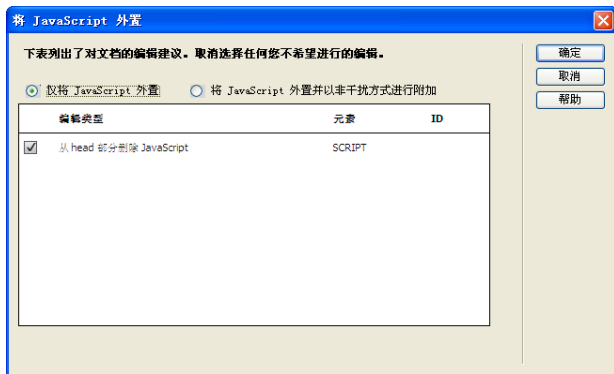 将 JavaScript 外置
下表列出了对文档的编辑建议。取消选择任何您不希望进行的编辑。
确定
取消
帮助
仅将 JavaScript 外置
将 JavaScript 外置并以非干扰方式进行附加
编辑类型 元素 ID
从 head 部分删除 JavaScript SCRIPT